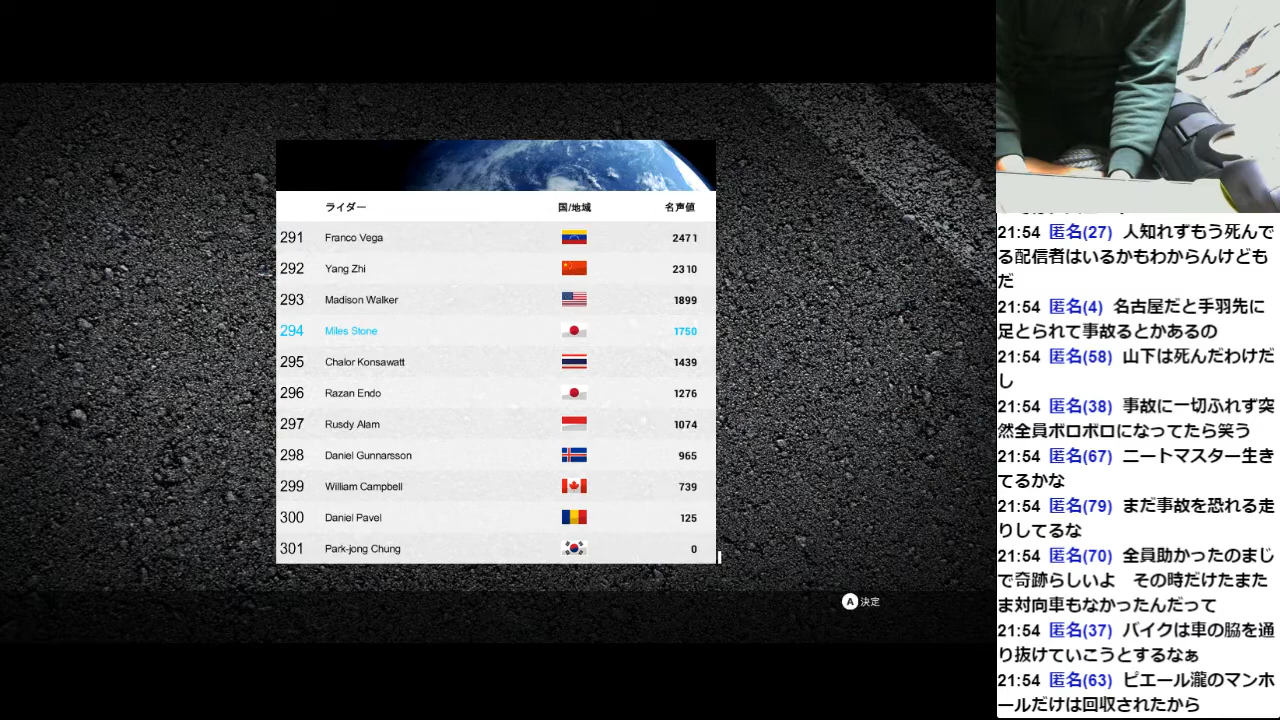 ライダー 国/地域 名声値
291 Franco Vega 2471
292 Yang Zhi 2310
293 Madison Walker 1899
294 Miles Stone 1750
295 Chalor Konsawatt 1439
296 Razan Endo 1276
297 Rusdy Alam 1074
298 Daniel Gunnarsson 965
299 William Campbell 739
300 Daniel Pavel 125
301 Park-jong Chung 0
A 決定
21:54 匿名(27) 人知れずもう死んで
る配信者はいるかもわからんけども
だ
21:54 匿名(4) 名古屋だと手羽先に
足とられて事故るとかあるの
21:54 匿名(58) 山下は死んだわけだ
し
21:54 匿名(38) 事故に一切ふれず突
然全員ボロボロになってたら笑う
21:54 匿名(67) ニートマスター生き
てるかな
21:54 匿名(79) まだ事故を恐れる走
りしてるな
21:54 匿名(70) 全員助かったのまじ
で奇跡らしいよ　その時だけたまた
ま対向車もなかったんだって
21:54 匿名(37) バイクは車の脇を通
り抜けていこうとするなぁ
21:54 匿名(63) ピエール瀧のマンホ
ールだけは回収されたから